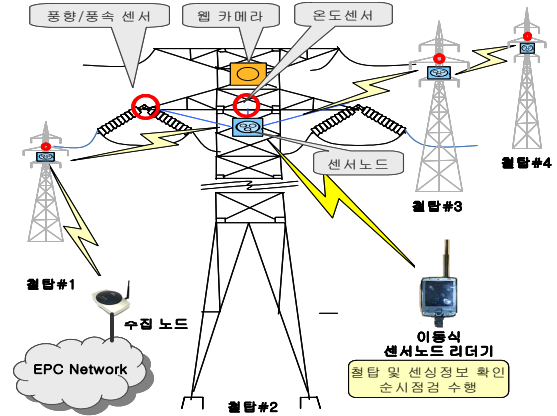 풍향/풍속 센서
웹 카메라
온도센서
센서노드
철탑#4
철탑#3
철탑#1
수집 노드
EPC Network
이동식
센서노드 리더기
철탑 및 센싱정보 확인
순시점검 수행
철탑#2